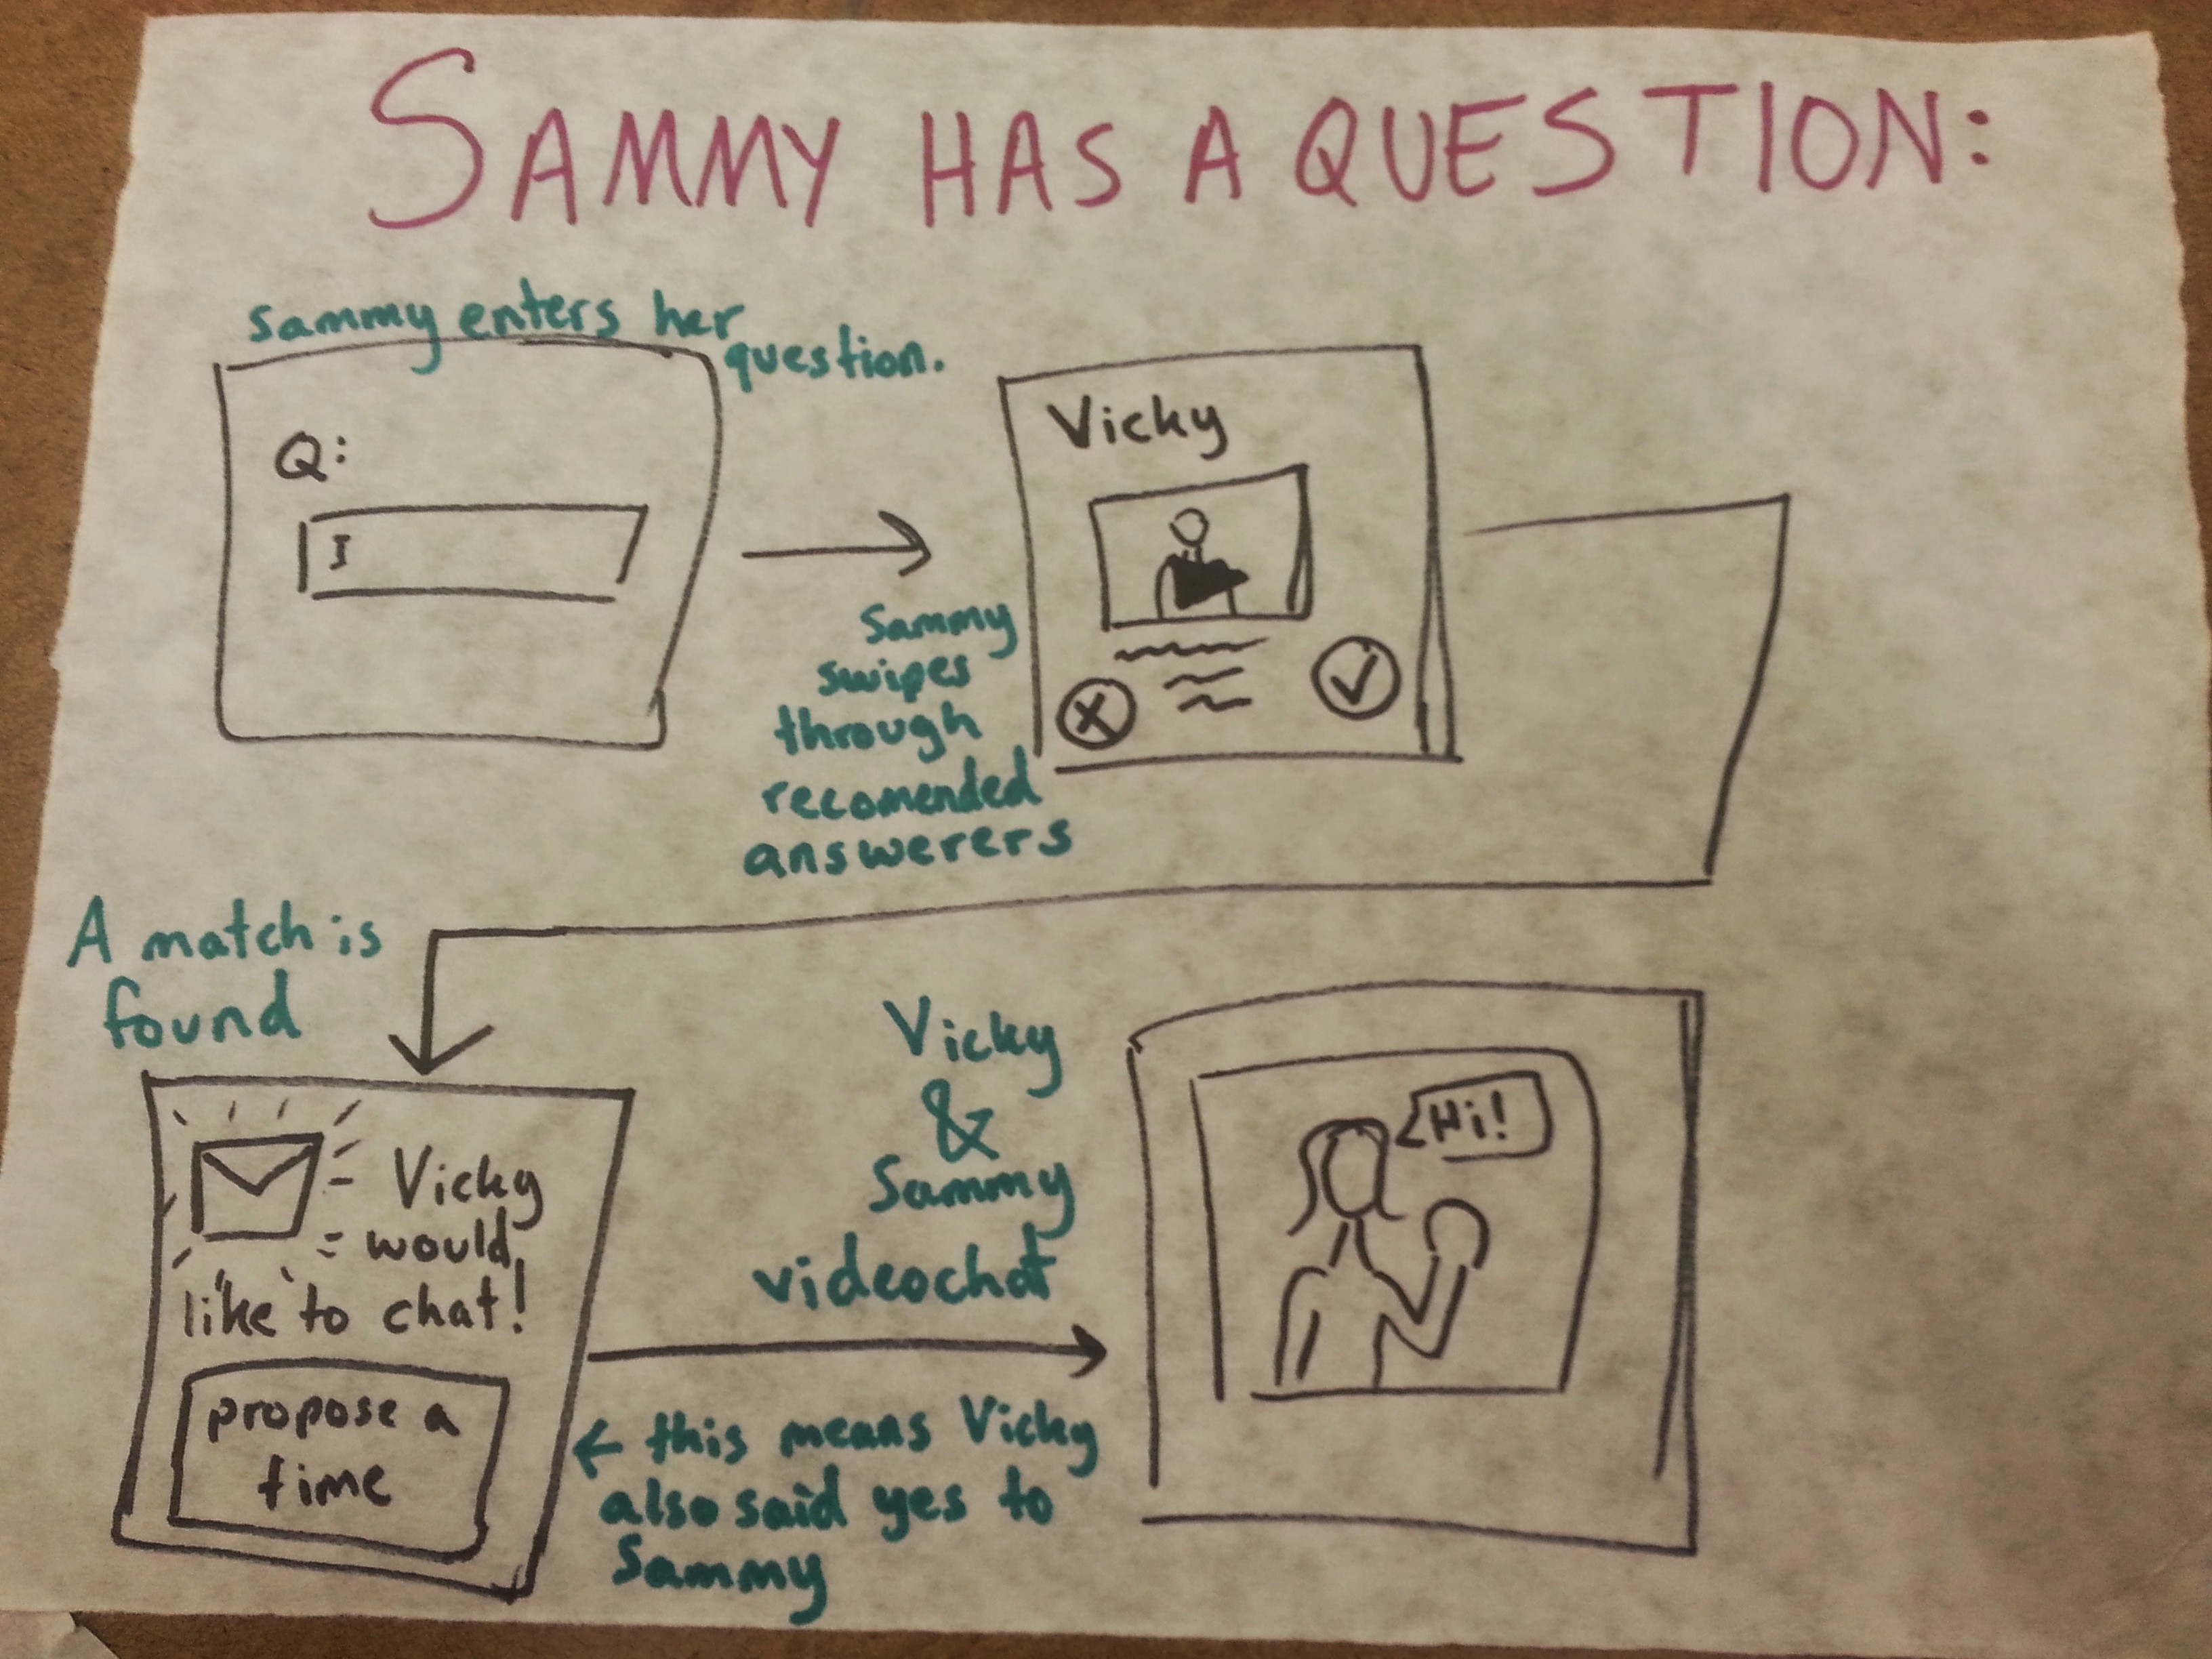 SAMMY HAS A QUESTION:
sammy enters her
question.
Q:
I
Sammy
swipes
through
recomended
answerers
Vicky
X
✓
A match is
found
Vicky
would
like to chat!
propose a
time
Vicky
&
Sammy
videochat
← this means Vicky
also said yes to
Sammy
Hi!